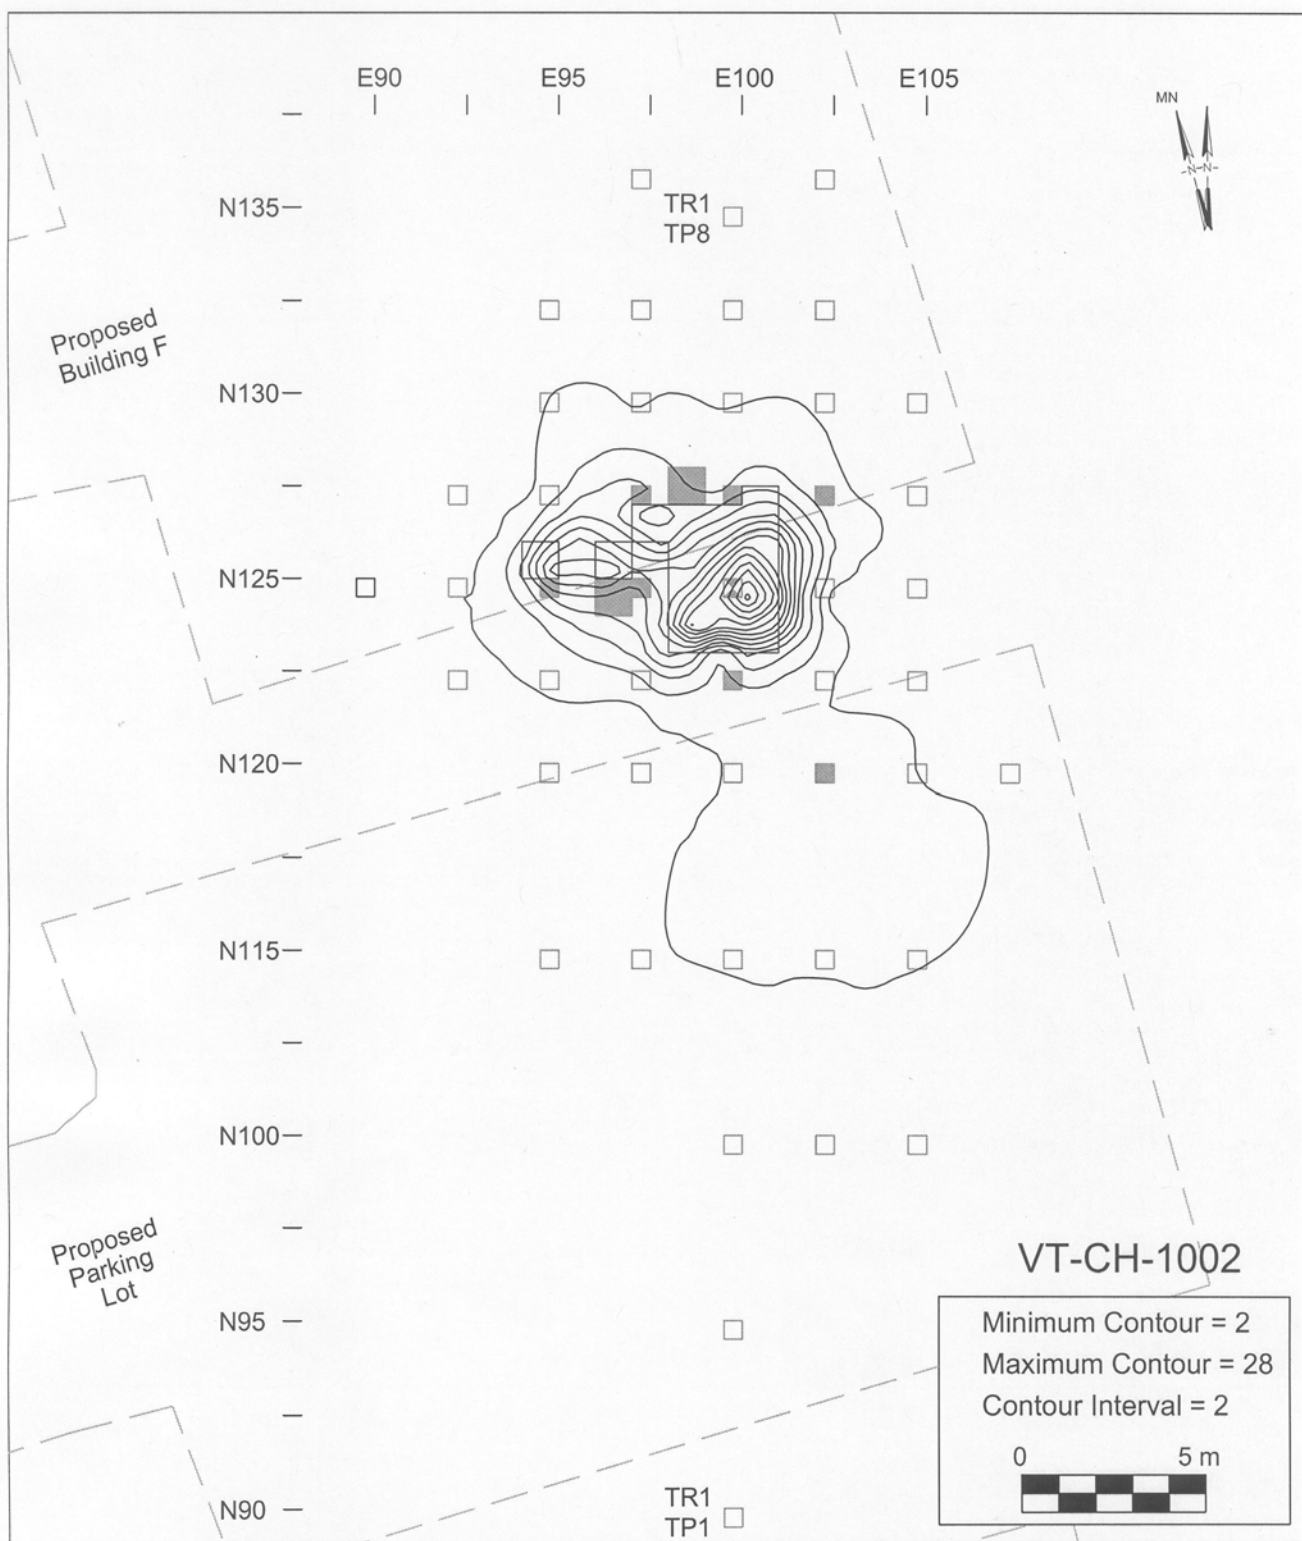 E90 E95 E100 E105
MN
-N-N-
N135
TR1
TP8
Proposed
Building F
N130
N125
N120
N115
N100
Proposed
Parking
Lot
VT-CH-1002
N95
Minimum Contour = 2
Maximum Contour = 28
Contour Interval = 2
0 5 m
N90
TR1
TP1